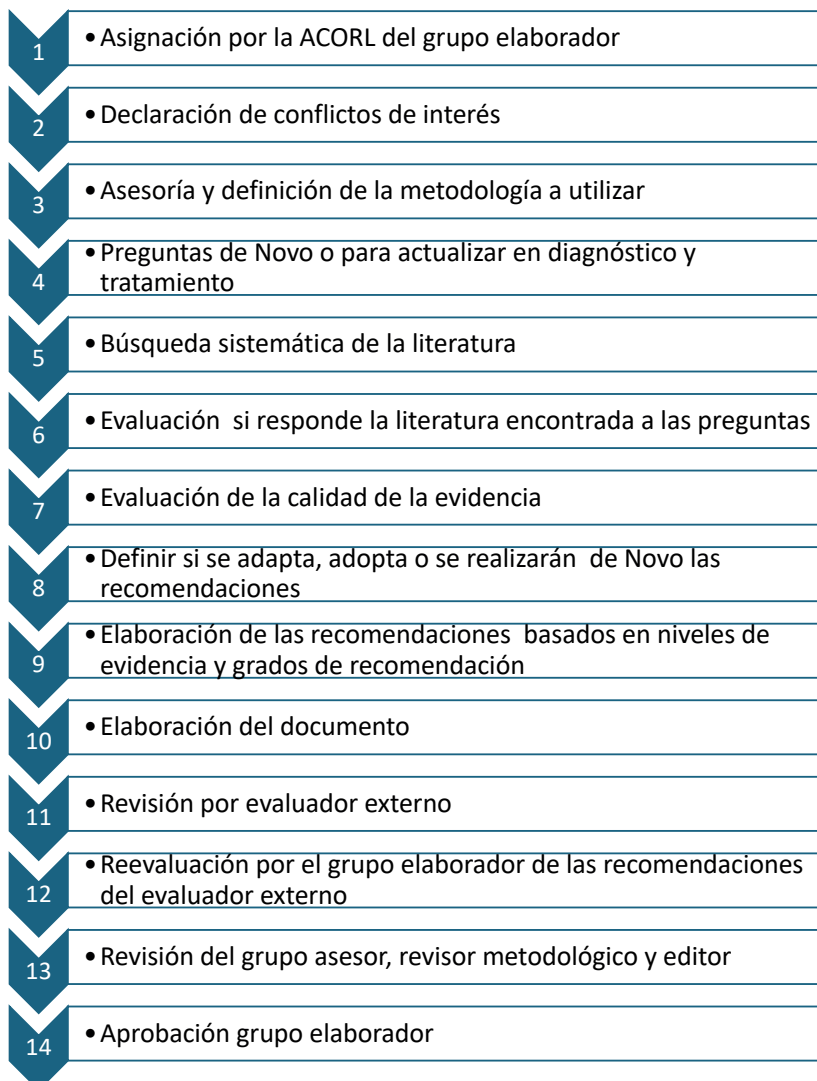 1
• Asignación por la ACORL del grupo elaborador
2
• Declaración de conflictos de interés
3
• Asesoría y definición de la metodología a utilizar
4
• Preguntas de Novo o para actualizar en diagnóstico y
tratamiento
5
• Búsqueda sistemática de la literatura
6
• Evaluación  si responde la literatura encontrada a las preguntas
7
• Evaluación de la calidad de la evidencia
8
• Definir si se adapta, adopta o se realizarán  de Novo las
recomendaciones
9
• Elaboración de las recomendaciones  basados en niveles de
evidencia y grados de recomendación
10
• Elaboración del documento
11
• Revisión por evaluador externo
12
• Reevaluación por el grupo elaborador de las recomendaciones
del evaluador externo
13
• Revisión del grupo asesor, revisor metodológico y editor
14
• Aprobación grupo elaborador